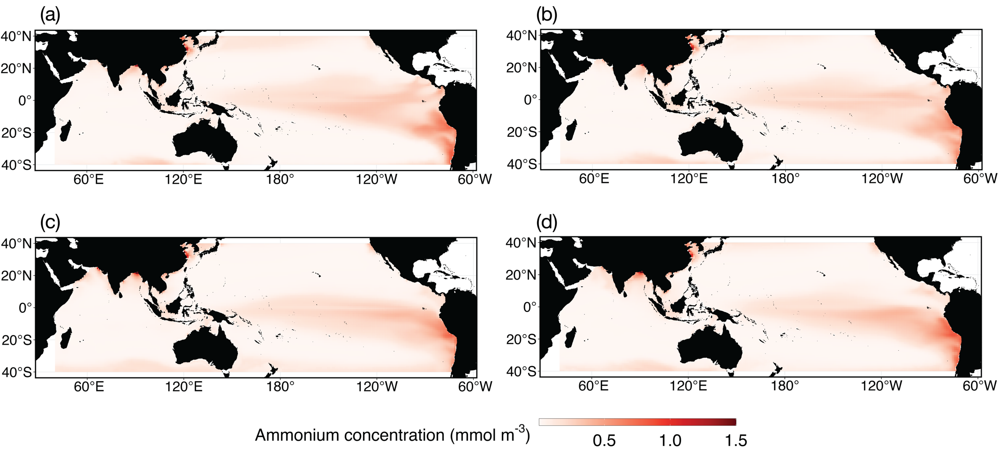 (a) (b)
40°N 40°N
20°N 20°N
0° 0°
20°S 20°S
40°S 40°S
60°E 120°E 180° 120°W 60°W 60°E 120°E 180° 120°W 60°W
(c) (d)
40°N 40°N
20°N 20°N
0° 0°
20°S 20°S
40°S 40°S
60°E 120°E 180° 120°W 60°W 60°E 120°E 180° 120°W 60°W
Ammonium concentration (mmol m⁻³)
0.5 1.0 1.5